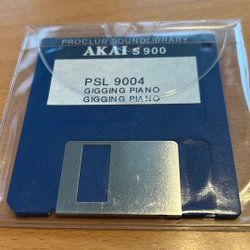 PROCLUB SOUNDLIBRARY
AKAI S900
PSL 9004
GIGGING PIANO
GIGGING PIANO